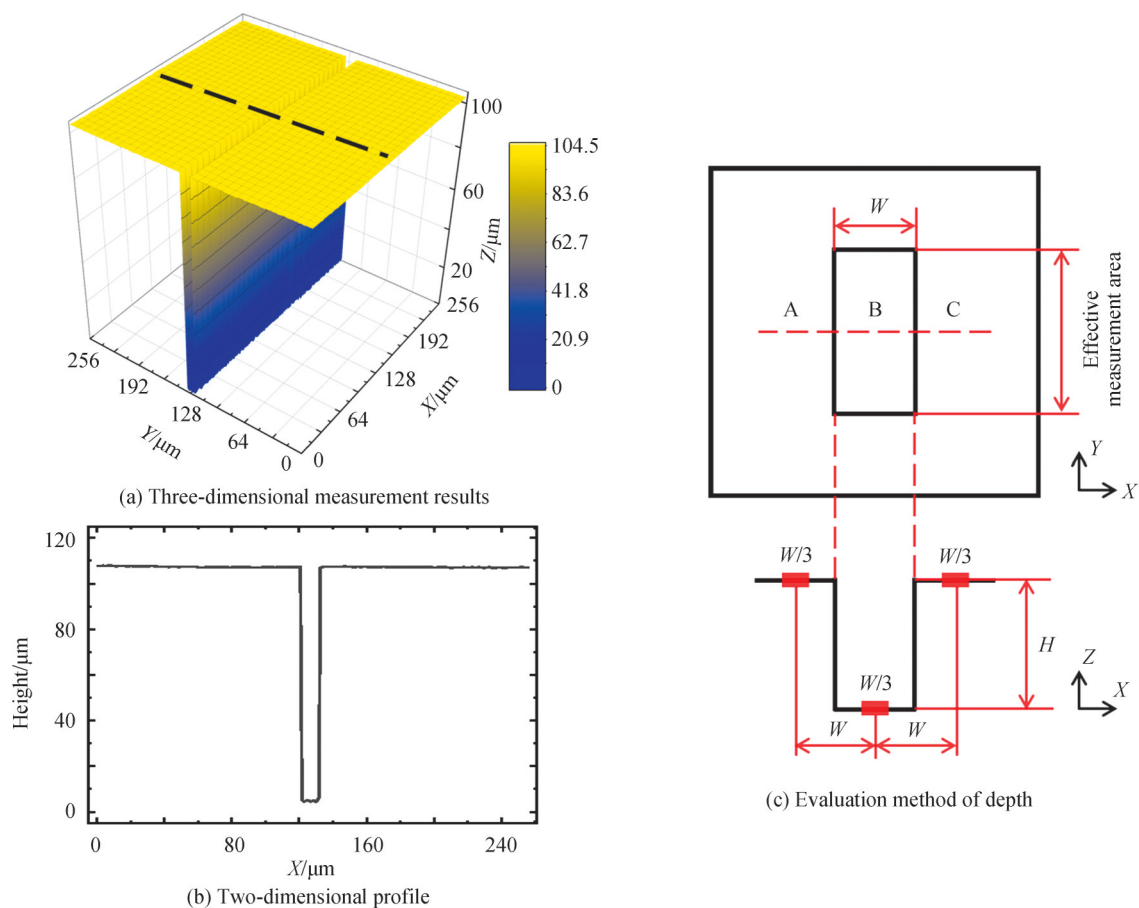 100
60
20
Z/μm
104.5
83.6
62.7
41.8
20.9
0
256
192
128
64
0
Y/μm
256
192
128
64
0
X/μm
(a) Three-dimensional measurement results
120
80
40
0
Height/μm
0
80
160
240
X/μm
(b) Two-dimensional profile
W
A
B
C
Effective
measurement area
Y
X
W/3
W/3
W/3
H
W
W
Z
X
(c) Evaluation method of depth